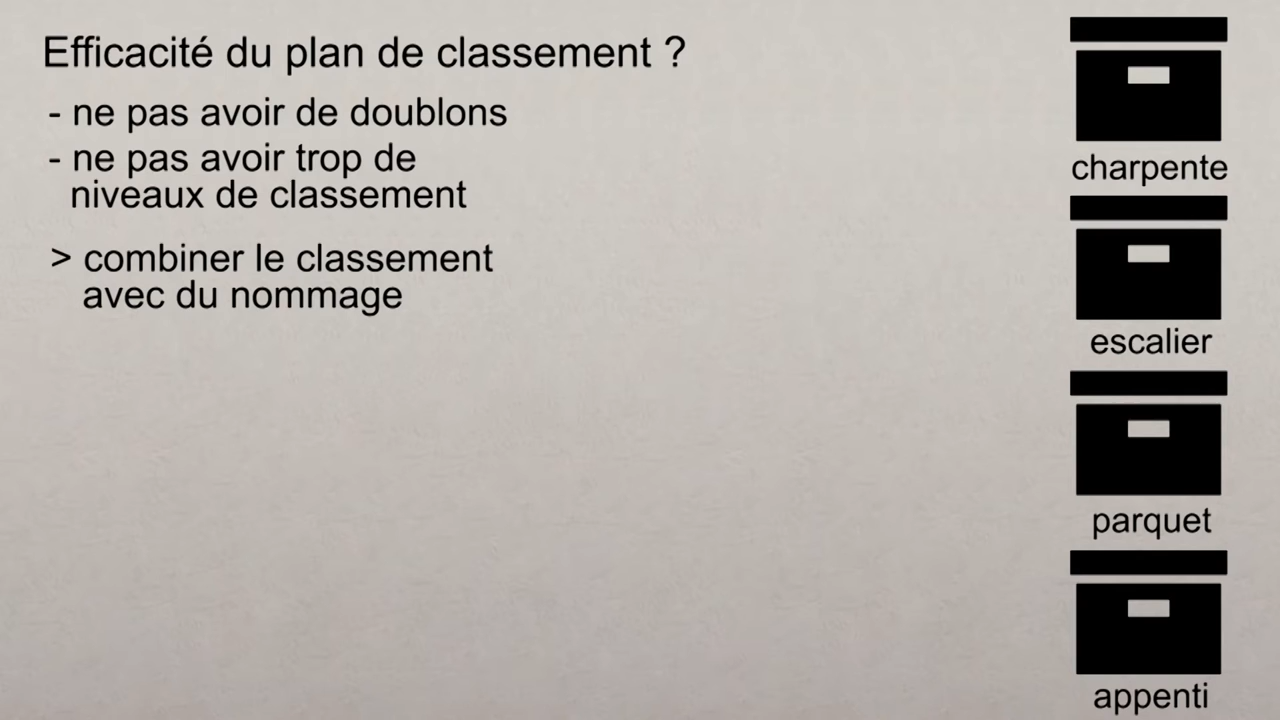 Efficacité du plan de classement ?
- ne pas avoir de doublons
- ne pas avoir trop de
niveaux de classement
> combiner le classement
avec du nommage
charpente
escalier
parquet
appenti